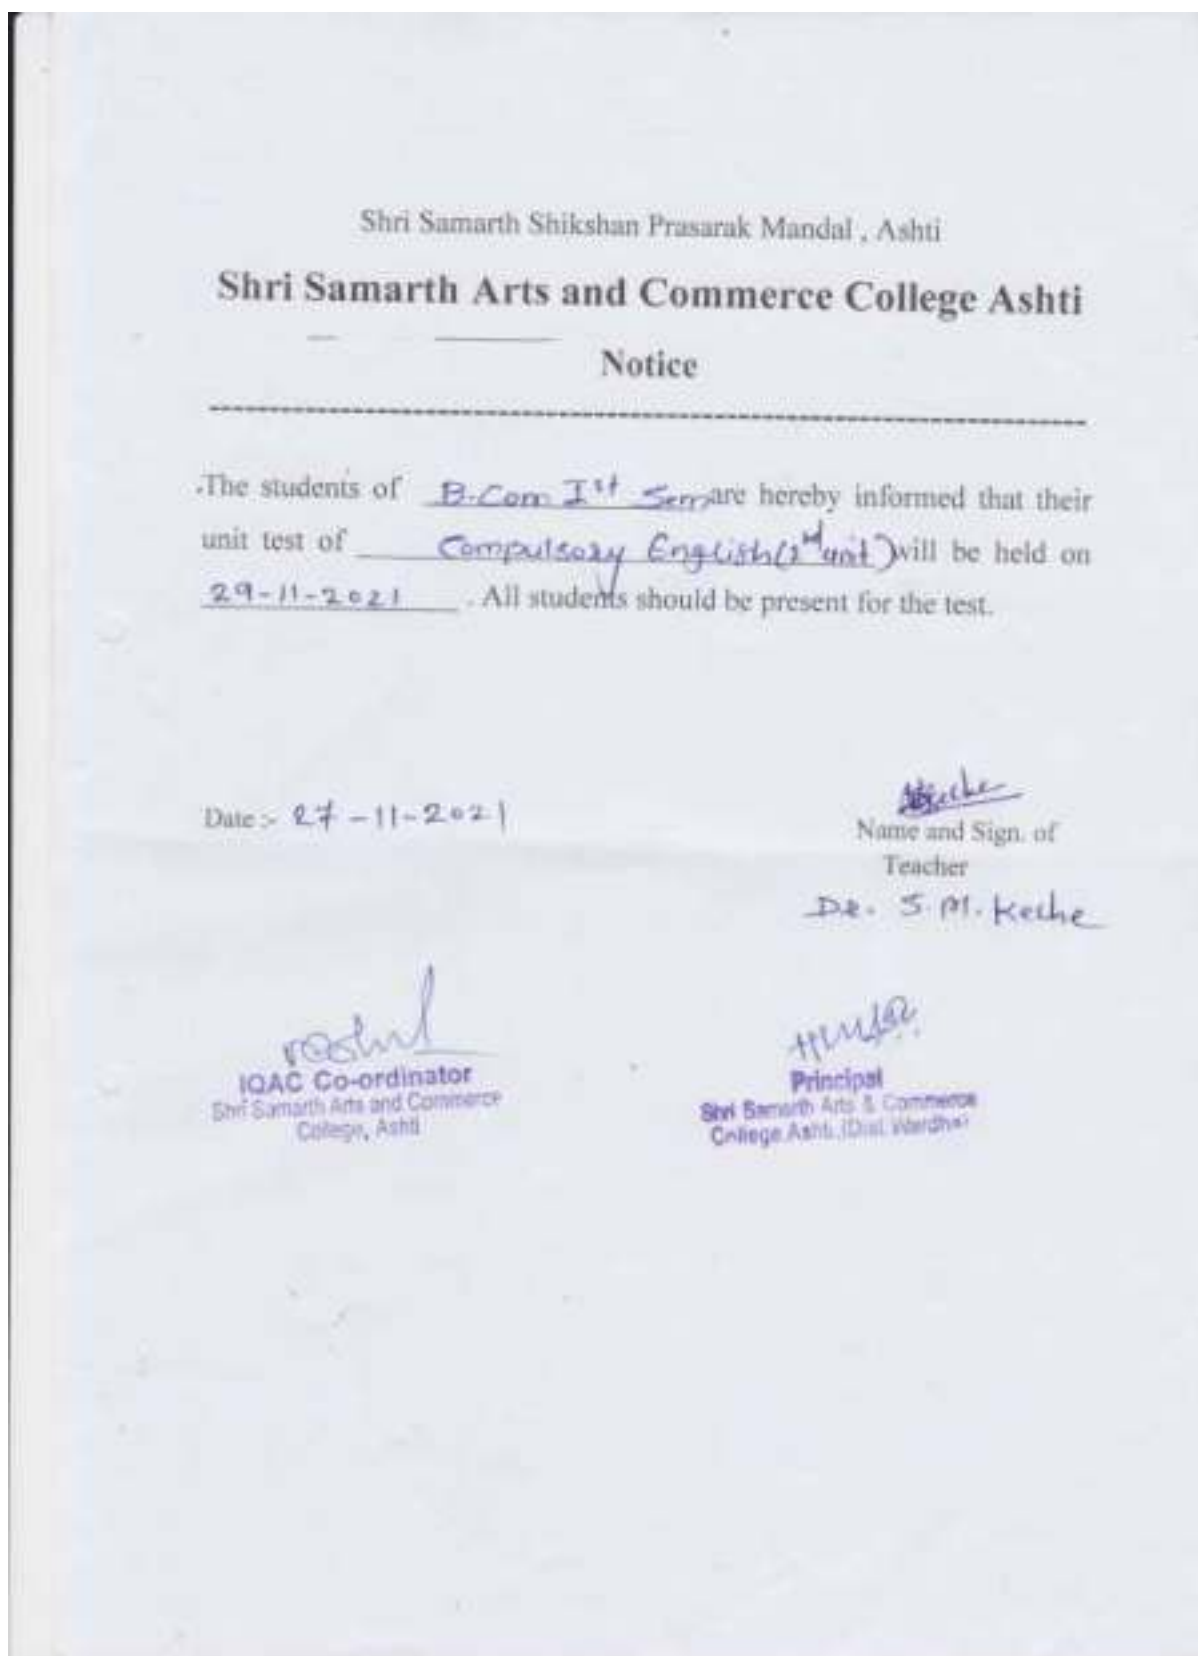 Shri Samarth Shikshan Prasarak Mandal , Ashti
Shri Samarth Arts and Commerce College Ashti
Notice
.The students of B.Com Ist Sem are hereby informed that their
unit test of Compulsory English (2nd unit) will be held on
29-11-2021 . All students should be present for the test.
Date :- 27-11-2021
Name and Sign. of
Teacher
Dr. S.M. Keche
IQAC Co-ordinator
Shri Samarth Arts and Commerce
College, Ashti
Principal
Shri Samarth Arts & Commerce
College Ashti, (Dist. Wardha)